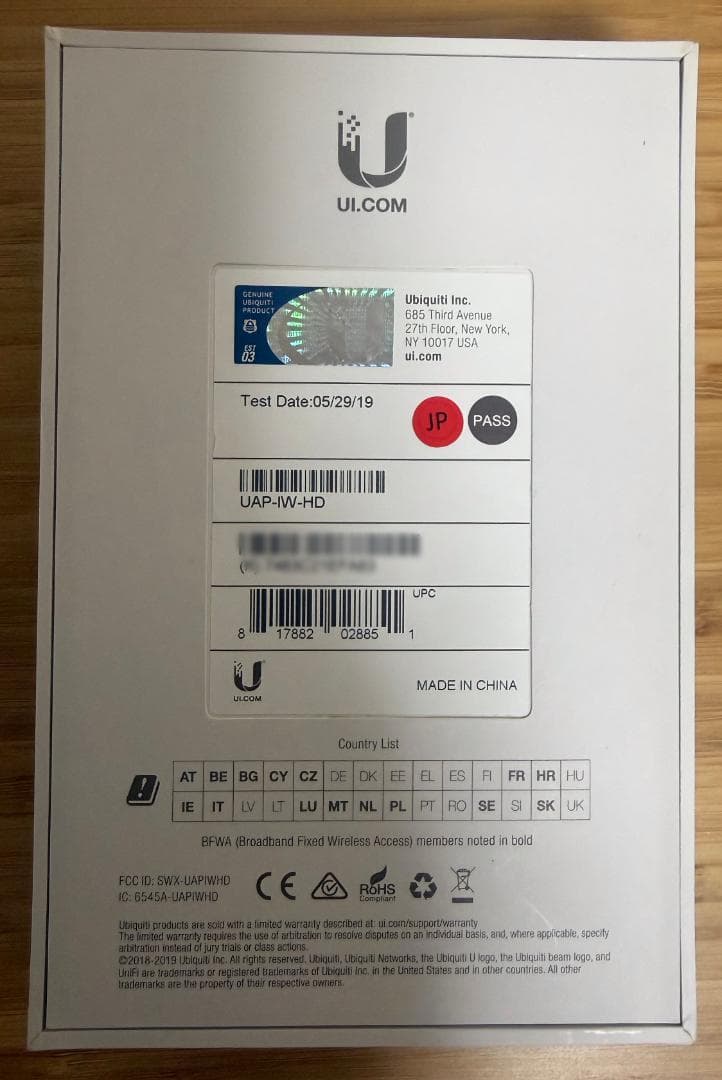 UI.COM
GENUINE
UBIQUITI
PRODUCT
EST
03
Ubiquiti Inc.
685 Third Avenue
27th Floor, New York,
NY 10017 USA
ui.com
Test Date:05/29/19
JP
PASS
UAP-IW-HD
UPC
8 17882 02885 1
UI.COM
MADE IN CHINA
Country List
AT BE BG CY CZ DE DK EE EL ES FI FR HR HU
IE IT LV LT LU MT NL PL PT RO SE SI SK UK
BFWA (Broadband Fixed Wireless Access) members noted in bold
FCC ID: SWX-UAPIWHD
IC: 6545A-UAPIWHD
CE
RoHS
Compliant
Ubiquiti products are sold with a limited warranty described at: ui.com/support/warranty
The limited warranty requires the use of arbitration to resolve disputes on an individual basis, and, where applicable, specify
arbitration instead of jury trials or class actions.
©2018-2019 Ubiquiti Inc. All rights reserved. Ubiquiti, Ubiquiti Networks, the Ubiquiti U logo, the Ubiquiti beam logo, and
UniFi are trademarks or registered trademarks of Ubiquiti Inc. in the United States and in other countries. All other
trademarks are the property of their respective owners.